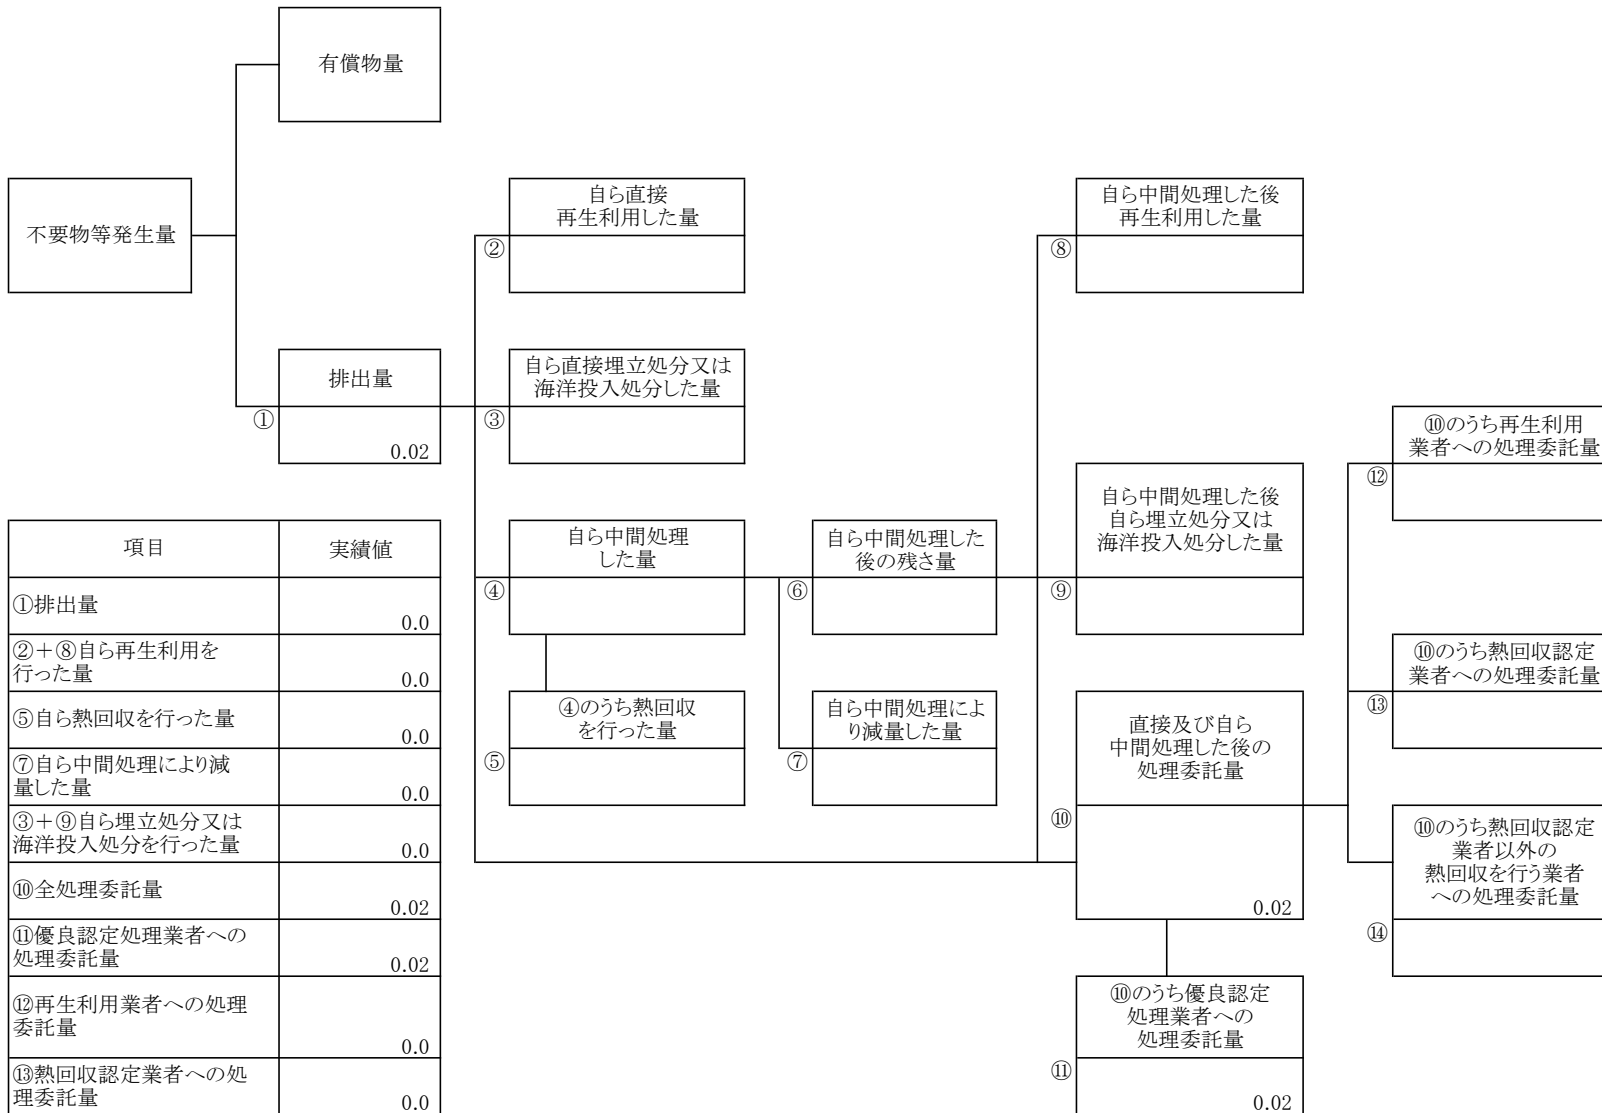 有償物量
不要物等発生量
自ら直接
再生利用した量
②
自ら中間処理した後
再生利用した量
⑧
排出量
①
0.02
自ら直接埋立処分又は
海洋投入処分した量
③
⑩のうち再生利用
業者への処理委託量
⑫
自ら中間処理した後
自ら埋立処分又は
海洋投入処分した量
⑨
自ら中間処理
した量
④
自ら中間処理した
後の残さ量
⑥
④のうち熱回収
を行った量
⑤
自ら中間処理によ
り減量した量
⑦
直接及び自ら
中間処理した後の
処理委託量
⑩
0.02
⑩のうち熱回収認定
業者への処理委託量
⑬
⑩のうち熱回収認定
業者以外の
熱回収を行う業者
への処理委託量
⑭
⑩のうち優良認定
処理業者への
処理委託量
⑪
0.02
項目
実績値
①排出量
0.0
②＋⑧自ら再生利用を
行った量
0.0
⑤自ら熱回収を行った量
0.0
⑦自ら中間処理により減
量した量
0.0
③＋⑨自ら埋立処分又は
海洋投入処分を行った量
0.0
⑩全処理委託量
0.02
⑪優良認定処理業者への
処理委託量
0.02
⑫再生利用業者への処理
委託量
0.0
⑬熱回収認定業者への処
理委託量
0.0